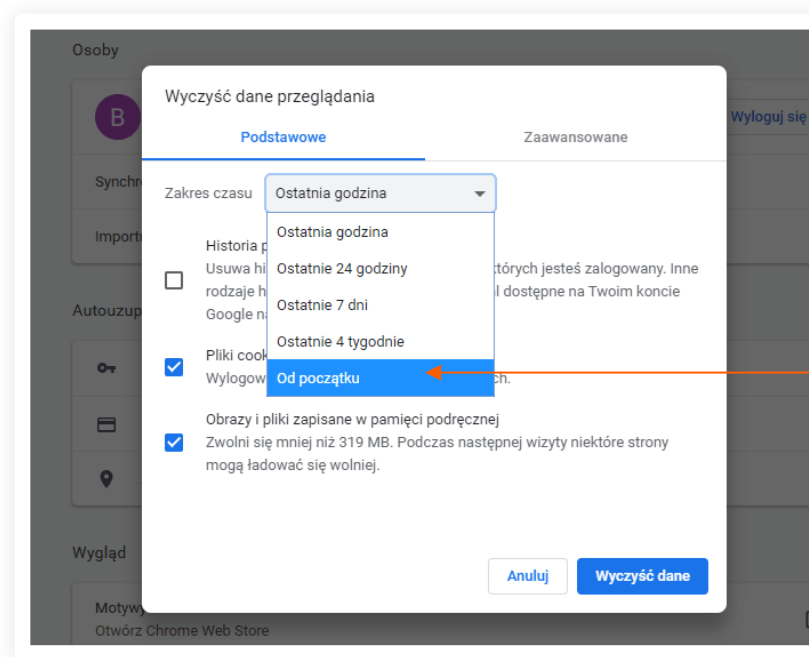 Osoby
Wyczyść dane przeglądania
B
Wyloguj się
Podstawowe
Zaawansowane
Synchr
Zakres czasu
Ostatnia godzina
Ostatnia godzina
Importu
Historia p
Usuwa hi
Ostatnie 24 godziny
których jesteś zalogowany. Inne
rodzaje h
l dostępne na Twoim koncie
Autouzup
Ostatnie 7 dni
Google na
Ostatnie 4 tygodnie
Pliki cook
Wylogow
Od początku
ch.
Obrazy i pliki zapisane w pamięci podręcznej
Zwolni się mniej niż 319 MB. Podczas następnej wizyty niektóre strony
mogą ładować się wolniej.
Wygląd
Anuluj
Wyczyść dane
Motywy
Otwórz Chrome Web Store